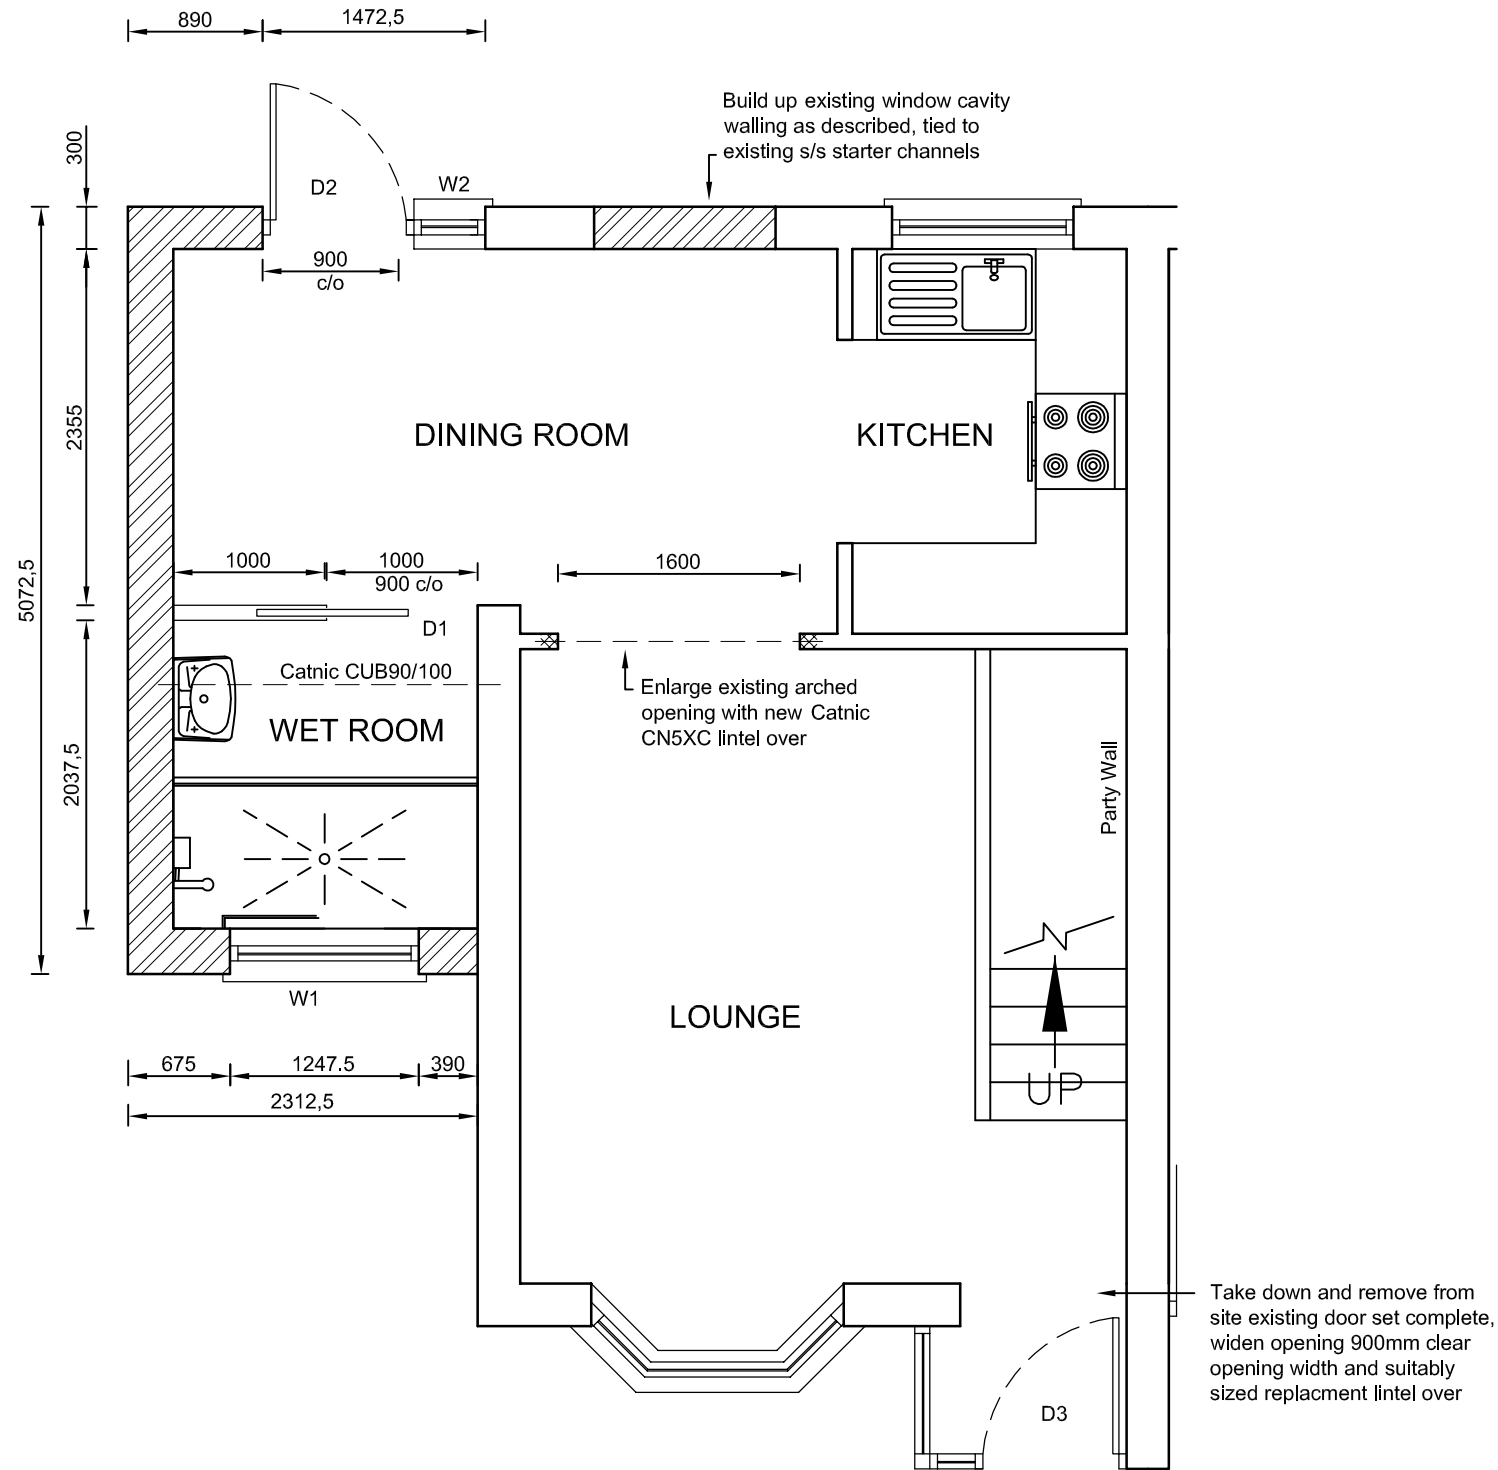 890
1472,5
Build up existing window cavity
walling as described, tied to
existing s/s starter channels
300
D2
W2
900
c/o
2355
DINING ROOM
KITCHEN
5072,5
1000
1000
900 c/o
1600
D1
Catnic CUB90/100
WET ROOM
Enlarge existing arched
opening with new Catnic
CN5XC lintel over
2037,5
Party Wall
W1
LOUNGE
UP
675
1247.5
390
2312,5
Take down and remove from
site existing door set complete,
widen opening 900mm clear
opening width and suitably
sized replacment lintel over
D3